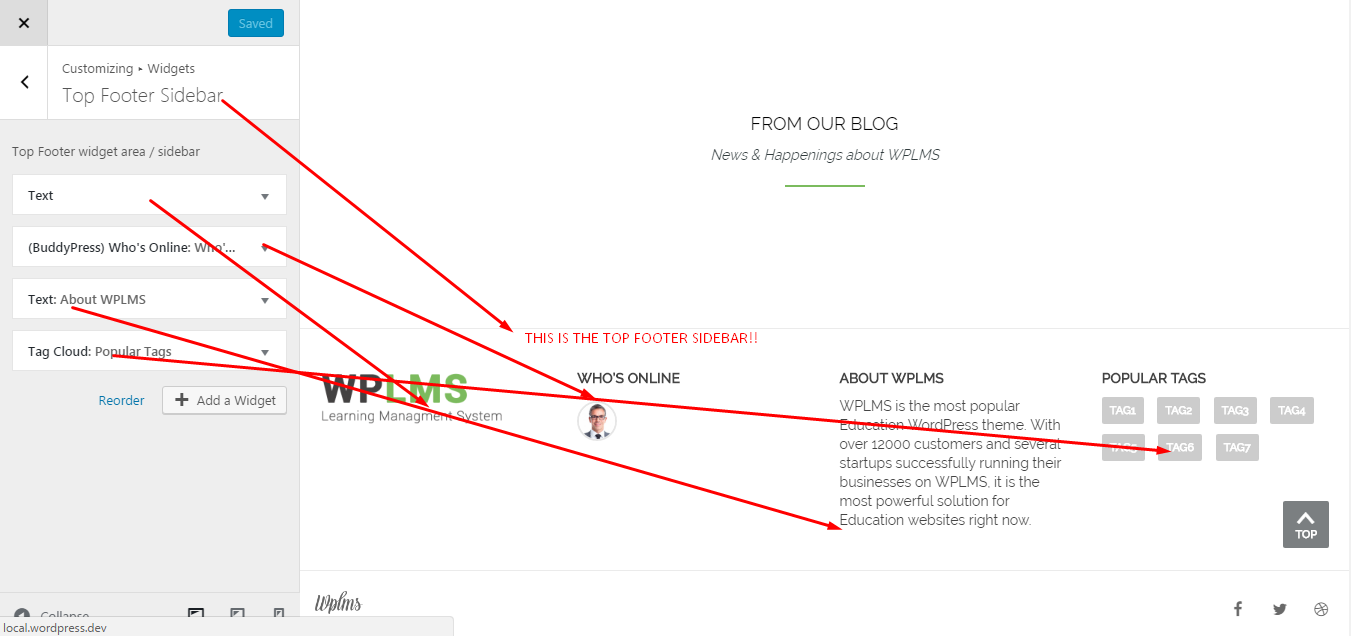 Saved
Customizing ▸ Widgets
Top Footer Sidebar
Top Footer widget area / sidebar
Text
(BuddyPress) Who's Online: Who'...
Text: About WPLMS
Tag Cloud: Popular Tags
Reorder
Add a Widget
Collapse
local.wordpress.dev
FROM OUR BLOG
News & Happenings about WPLMS
THIS IS THE TOP FOOTER SIDEBAR!!
WPLMS
Learning Managment System
WHO'S ONLINE
ABOUT WPLMS
WPLMS is the most popular
Education WordPress theme. With
over 12000 customers and several
startups successfully running their
businesses on WPLMS, it is the
most powerful solution for
Education websites right now.
POPULAR TAGS
TAG1 TAG2 TAG3 TAG4
TAG5 TAG6 TAG7
TOP
Wplms